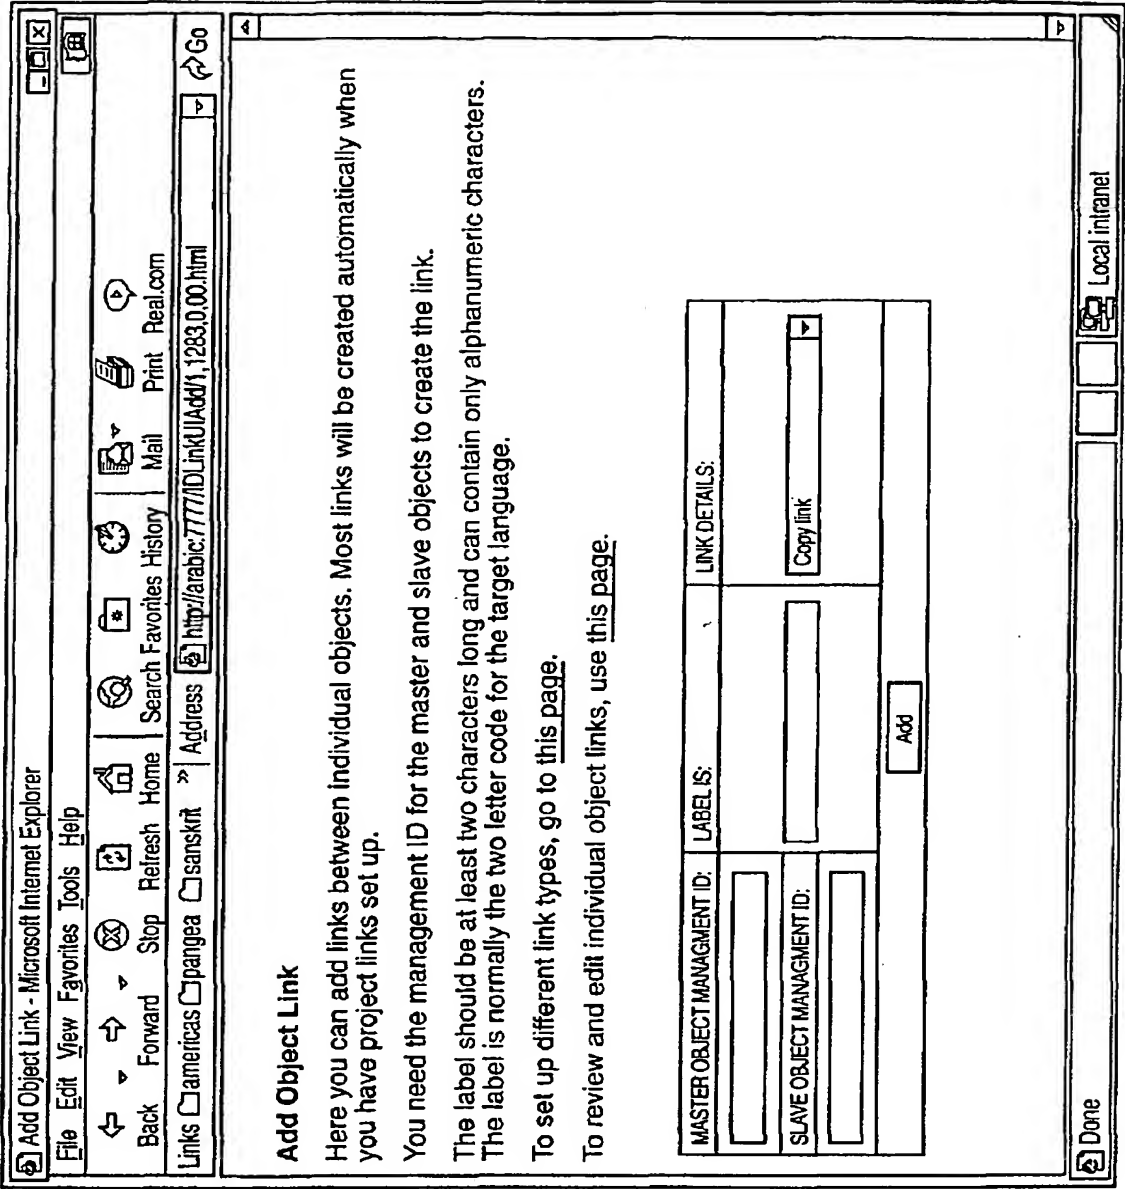 Add Object Link - Microsoft Internet Explorer
File Edit View Favorites Tools Help
Back Forward Stop Refresh Home Search Favorites History Mail Print Real.com
Links americas pangea sanskrit » Address http://arabic:7777/IDLinkUIAdd/1,1283,0,00.html Go
Add Object Link
Here you can add links between individual objects. Most links will be created automatically when
you have project links set up.
You need the management ID for the master and slave objects to create the link.
The label should be at least two characters long and can contain only alphanumeric characters.
The label is normally the two letter code for the target language.
To set up different link types, go to this page.
To review and edit individual object links, use this page.
MASTER OBJECT MANAGMENT ID: LABEL IS: LINK DETAILS:
SLAVE OBJECT MANAGMENT ID: Copy link
Add
Done Local intranet